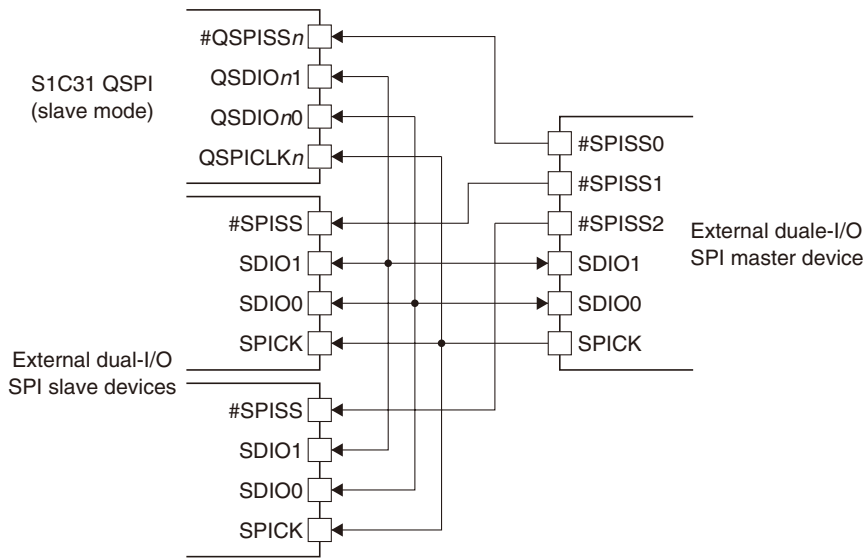 S1C31 QSPI
(slave mode)
#QSPISSn
QSDIOn1
QSDIOn0
QSPICLKn
#SPISS
SDIO1
SDIO0
SPICK
External dual-I/O
SPI slave devices
#SPISS
SDIO1
SDIO0
SPICK
#SPISS0
#SPISS1
#SPISS2
SDIO1
SDIO0
SPICK
External duale-I/O
SPI master device